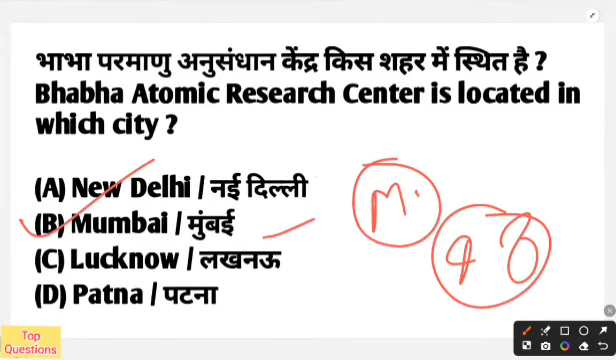 भाभा परमाणु अनुसंधान केंद्र किस शहर में स्थित है ?
Bhabha Atomic Research Center is located in
which city ?
(A) New Delhi / नई दिल्ली
(B) Mumbai / मुंबई
(C) Lucknow / लखनऊ
(D) Patna / पटना
Top
Questions